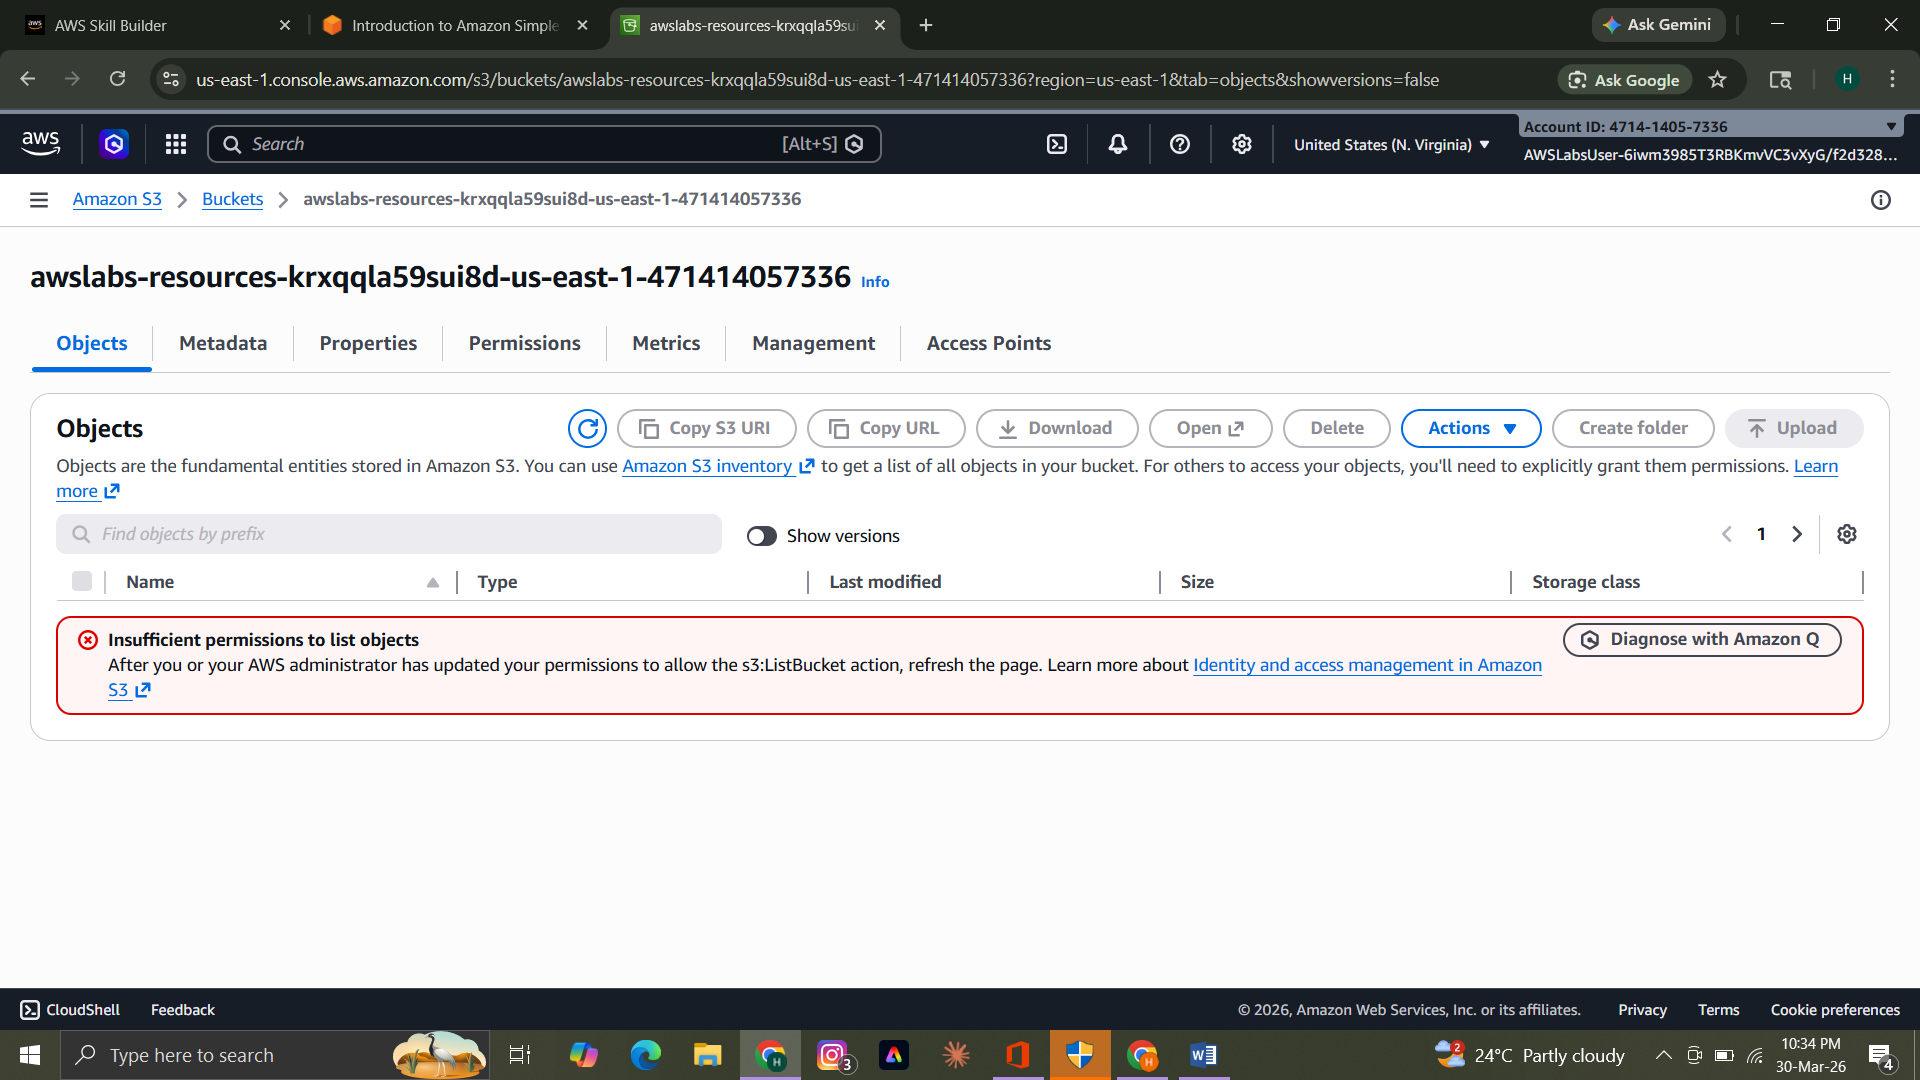 aws AWS Skill Builder
Introduction to Amazon Simple
awslabs-resources-krxqqla59sui
Ask Gemini
us-east-1.console.aws.amazon.com/s3/buckets/awslabs-resources-krxqqla59sui8d-us-east-1-471414057336?region=us-east-1&tab=objects&showversions=false
Ask Google
H
aws
Search
[Alt+S]
United States (N. Virginia)
Account ID: 4714-1405-7336
AWSLabsUser-6iwm3985T3RBKmvVC3vXyG/f2d328...
Amazon S3
Buckets
awslabs-resources-krxqqla59sui8d-us-east-1-471414057336
awslabs-resources-krxqqla59sui8d-us-east-1-471414057336 Info
Objects
Metadata
Properties
Permissions
Metrics
Management
Access Points
Objects
Copy S3 URI
Copy URL
Download
Open
Delete
Actions
Create folder
Upload
Objects are the fundamental entities stored in Amazon S3. You can use Amazon S3 inventory to get a list of all objects in your bucket. For others to access your objects, you'll need to explicitly grant them permissions. Learn
more
Find objects by prefix
Show versions
1
Name
Type
Last modified
Size
Storage class
Insufficient permissions to list objects
After you or your AWS administrator has updated your permissions to allow the s3:ListBucket action, refresh the page. Learn more about Identity and access management in Amazon
S3
Diagnose with Amazon Q
CloudShell
Feedback
© 2026, Amazon Web Services, Inc. or its affiliates.
Privacy
Terms
Cookie preferences
Type here to search
H
3
H
W
2
24°C Partly cloudy
10:34 PM
30-Mar-26
4